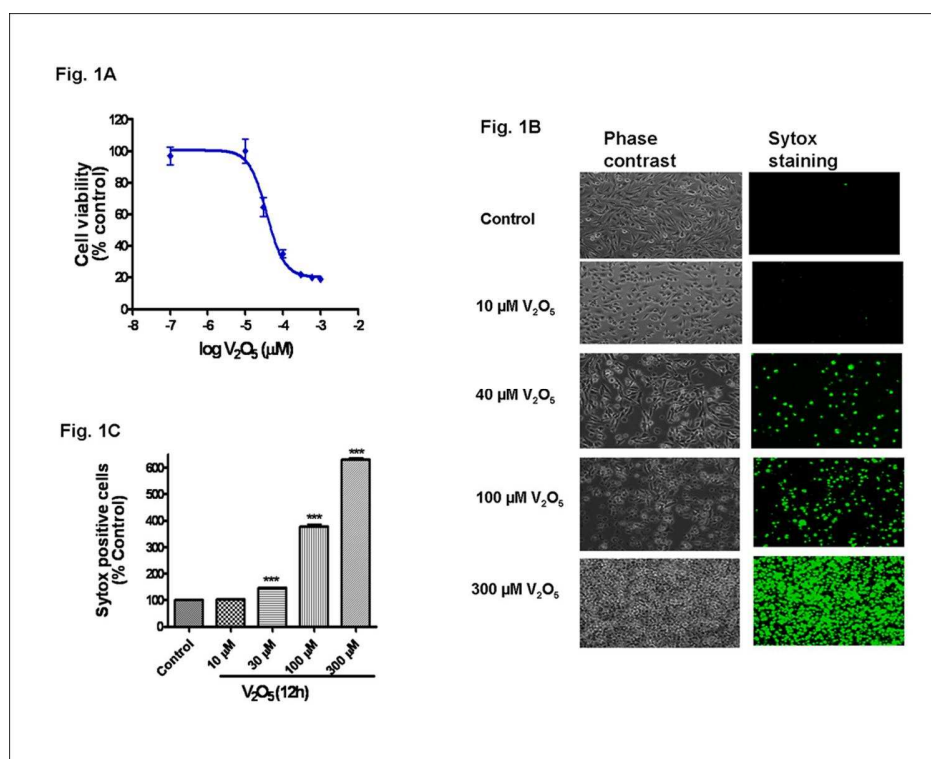 Fig. 1A
120
100
80
60
40
20
0
Cell viability
(% control)
-8
-7
-6
-5
-4
-3
-2
log V₂O₅ (µM)
Fig. 1B
Phase
contrast
Sytox
staining
Control
10 µM V₂O₅
40 µM V₂O₅
100 µM V₂O₅
300 µM V₂O₅
Fig. 1C
600
500
400
300
200
100
0
Sytox positive cells
(% Control)
***
***
***
Control
10 µM
30 µM
100 µM
300 µM
V₂O₅ (12h)